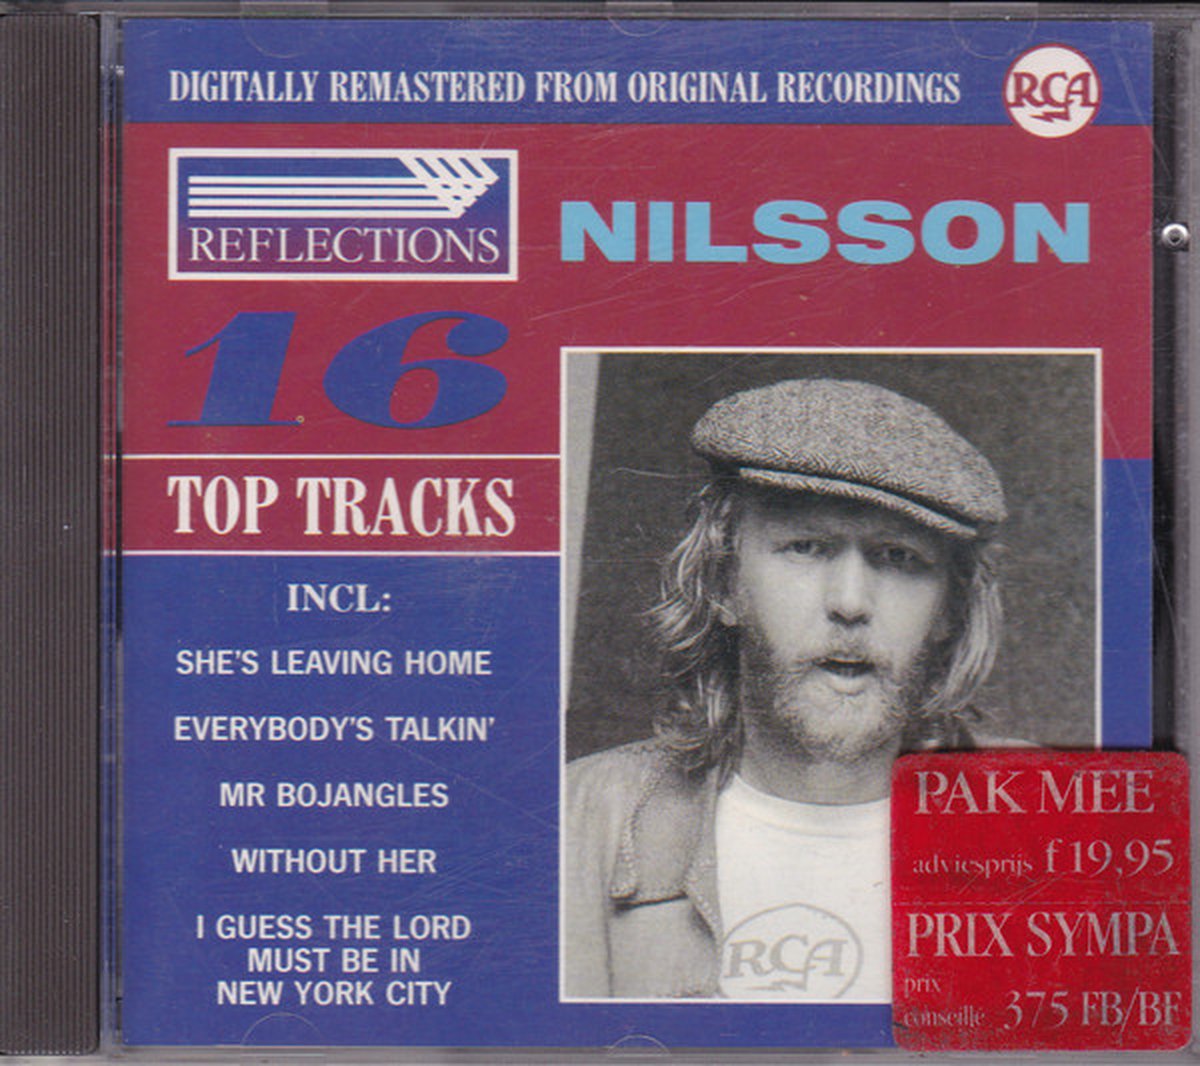 DIGITALLY REMASTERED FROM ORIGINAL RECORDINGS
RCA
REFLECTIONS
NILSSON
16
TOP TRACKS
INCL:
SHE'S LEAVING HOME
EVERYBODY'S TALKIN'
MR BOJANGLES
WITHOUT HER
I GUESS THE LORD
MUST BE IN
NEW YORK CITY
RCA
PAK MEE
adviesprijs f 19,95
PRIX SYMPA
prix
conseillé 375 FB/BF